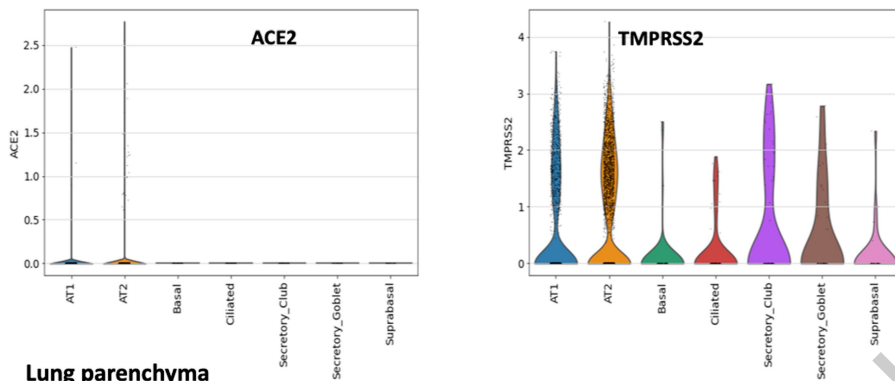 ACE2
TMPRSS2
2.5
2.0
1.5
1.0
0.5
0.0
ACE2
AT1
AT2
Basal
Ciliated
Secretory_Club
Secretory_Goblet
Suprabasal
4
3
2
1
0
TMPRSS2
AT1
AT2
Basal
Ciliated
Secretory_Club
Secretory_Goblet
Suprabasal
Lung parenchyma